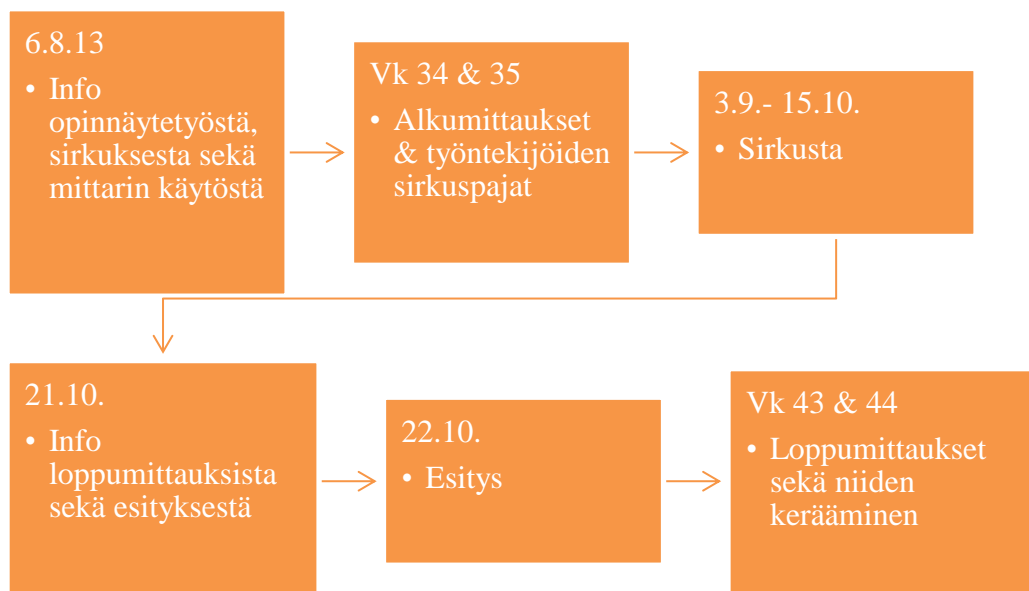 6.8.13
• Info
opinnäytetyöstä,
sirkuksesta sekä
mittarin käytöstä
Vk 34 & 35
• Alkumittaukset
& työntekijöiden
sirkuspajat
3.9.- 15.10.
• Sirkusta
21.10.
• Info
loppumittauksista
sekä esityksestä
22.10.
• Esitys
Vk 43 & 44
• Loppumittaukset
sekä niiden
kerääminen